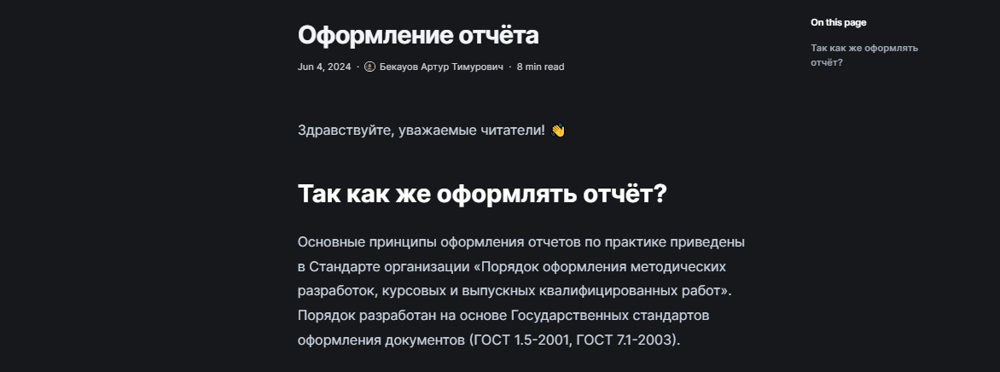 Оформление отчёта
Jun 4, 2024 · Бекауов Артур Тимурович · 8 min read
Здравствуйте, уважаемые читатели! 👋
Так как же оформлять отчёт?
Основные принципы оформления отчетов по практике приведены
в Стандарте организации «Порядок оформления методических
разработок, курсовых и выпускных квалифицированных работ».
Порядок разработан на основе Государственных стандартов
оформления документов (ГОСТ 1.5-2001, ГОСТ 7.1-2003).
On this page
Так как же оформлять
отчёт?